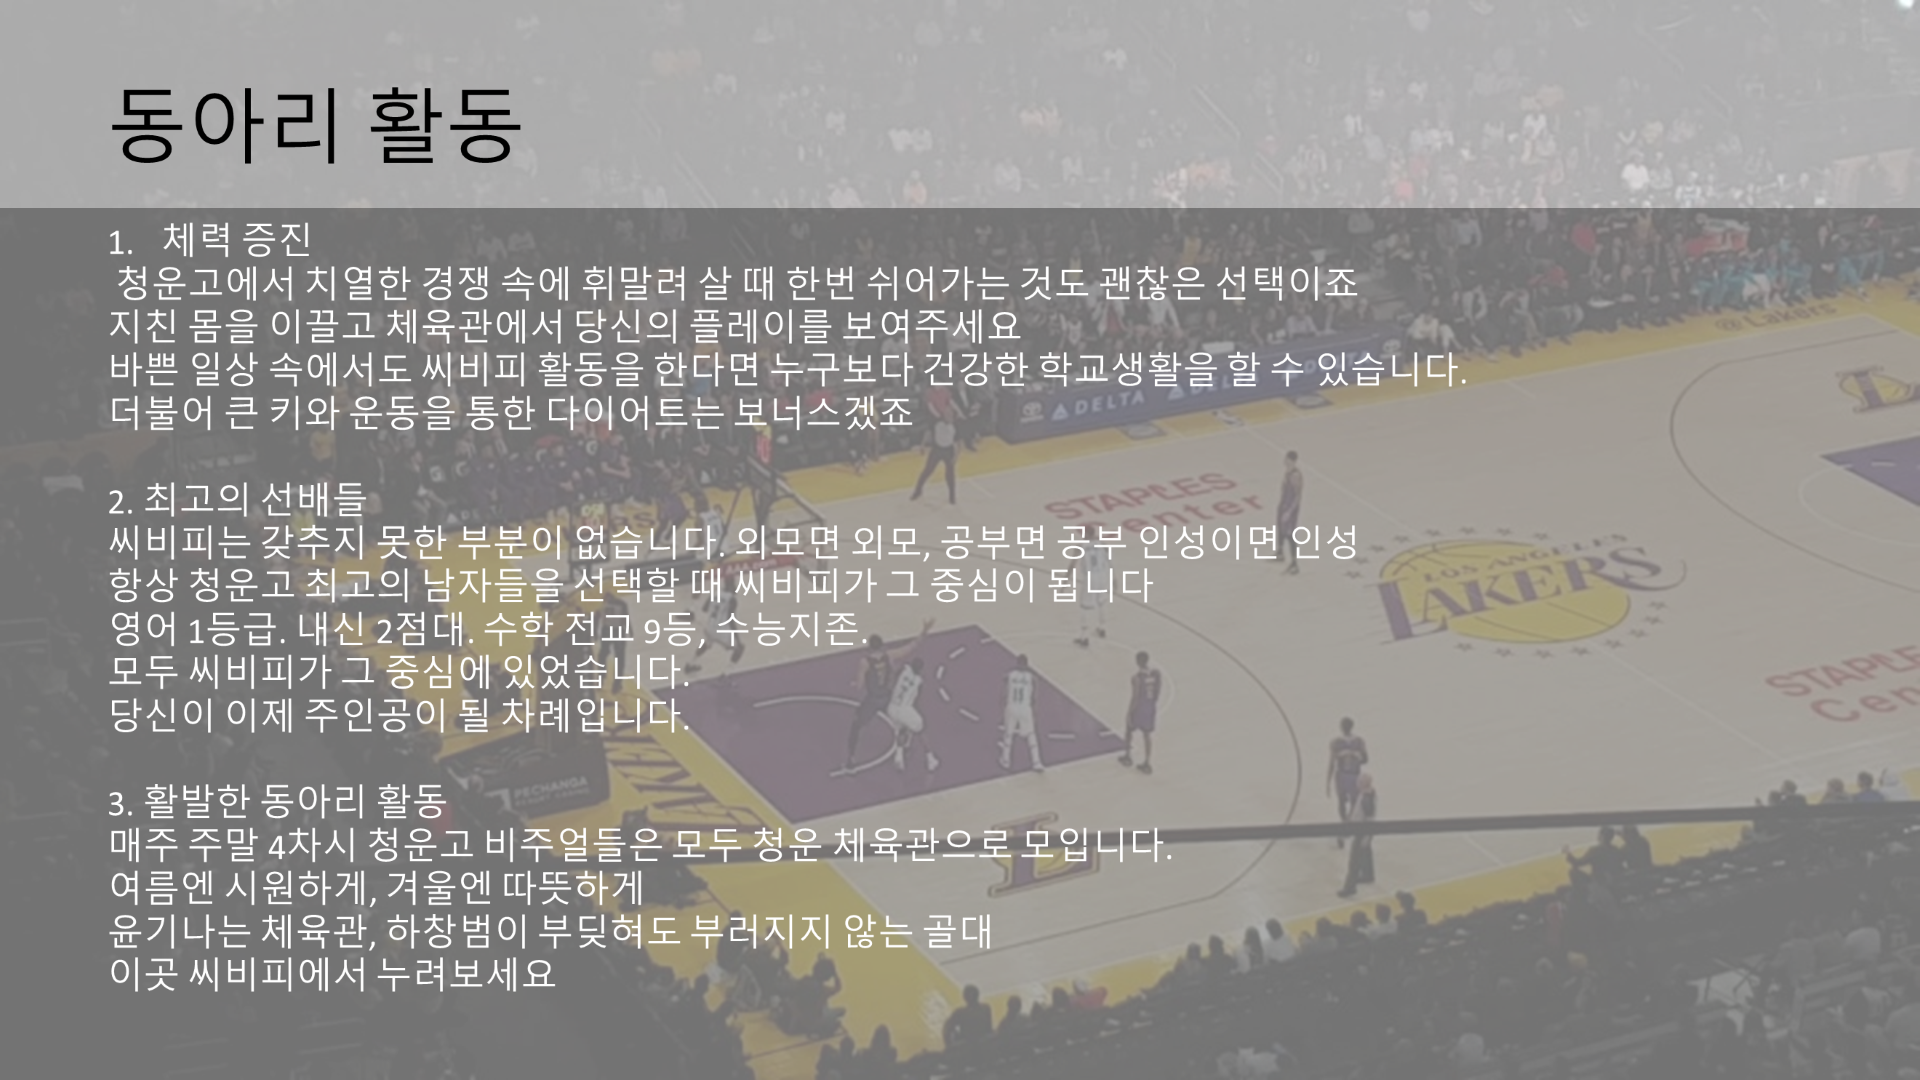 동아리 활동
1. 체력 증진
청운고에서 치열한 경쟁 속에 휘말려 살 때 한번 쉬어가는 것도 괜찮은 선택이죠
지친 몸을 이끌고 체육관에서 당신의 플레이를 보여주세요
바쁜 일상 속에서도 씨비피 활동을 한다면 누구보다 건강한 학교생활을 할 수 있습니다.
더불어 큰 키와 운동을 통한 다이어트는 보너스겠죠
2. 최고의 선배들
씨비피는 갖추지 못한 부분이 없습니다. 외모면 외모, 공부면 공부 인성이면 인성
항상 청운고 최고의 남자들을 선택할 때 씨비피가 그 중심이 됩니다
영어 1등급. 내신 2점대. 수학 전교 9등, 수능지존.
모두 씨비피가 그 중심에 있었습니다.
당신이 이제 주인공이 될 차례입니다.
3. 활발한 동아리 활동
매주 주말 4차시 청운고 비주얼들은 모두 청운 체육관으로 모입니다.
여름엔 시원하게, 겨울엔 따뜻하게
윤기나는 체육관, 하창범이 부딪혀도 부러지지 않는 골대
이곳 씨비피에서 누려보세요
@Lakers
DELTA
DELTA
STAPLES
Center
LOS ANGELES
LAKERS
STAPLE
Cen
PECHANGA
L